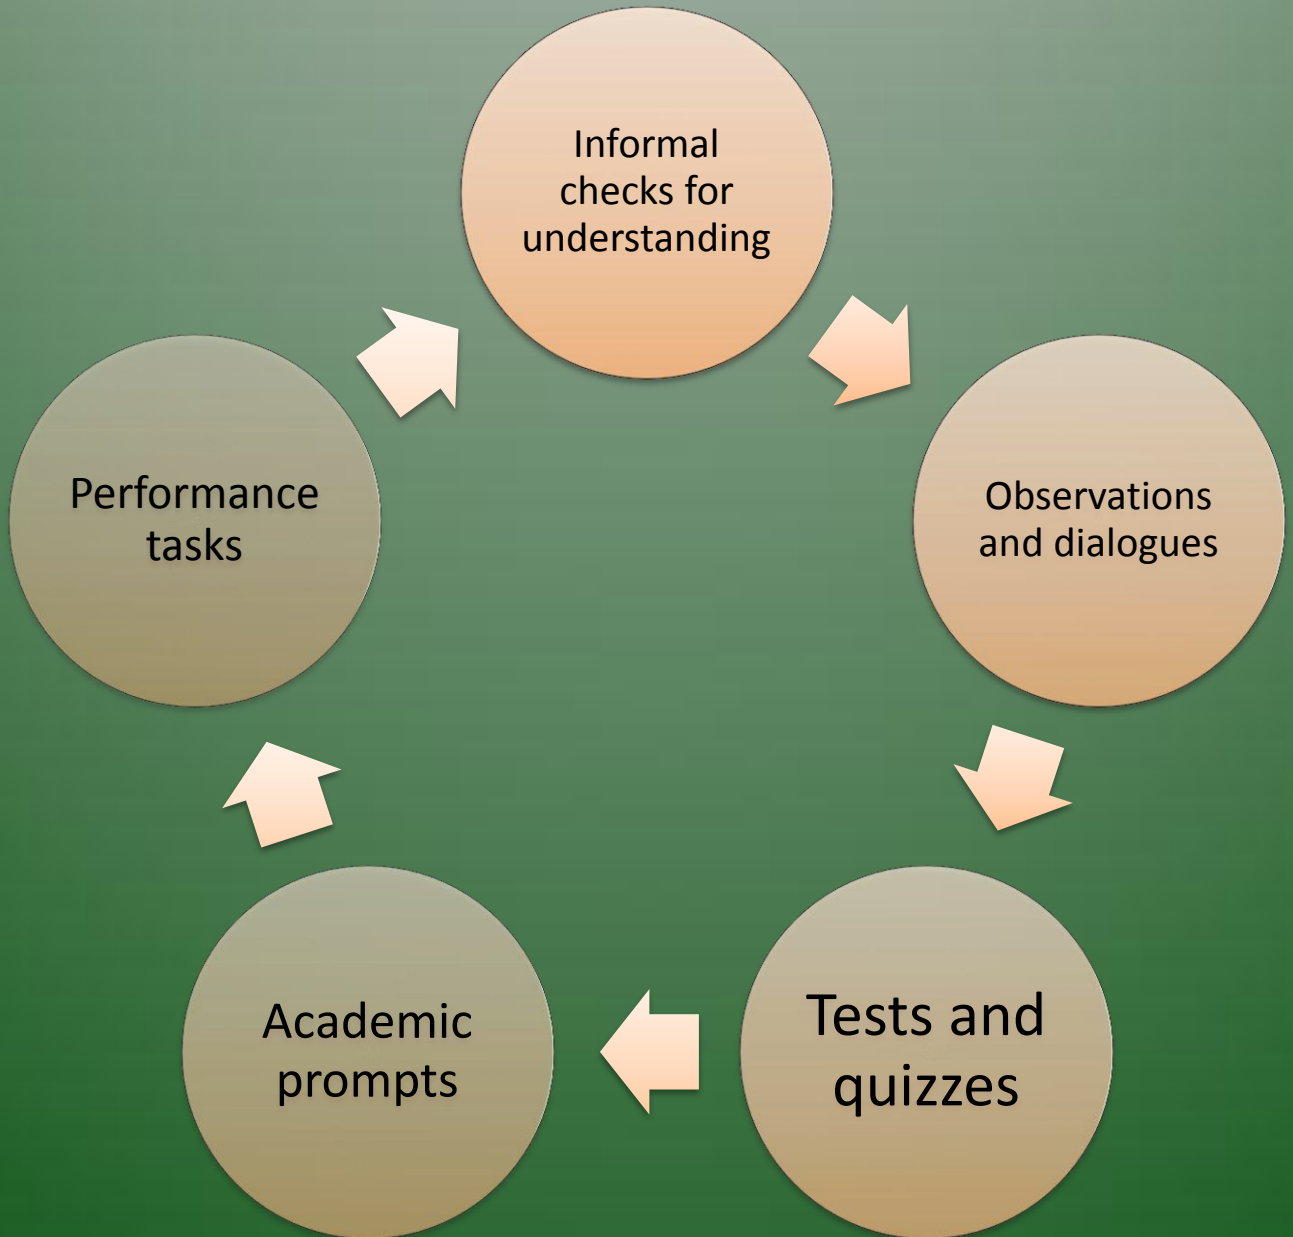 Informal
checks for
understanding
Observations
and dialogues
Tests and
quizzes
Academic
prompts
Performance
tasks